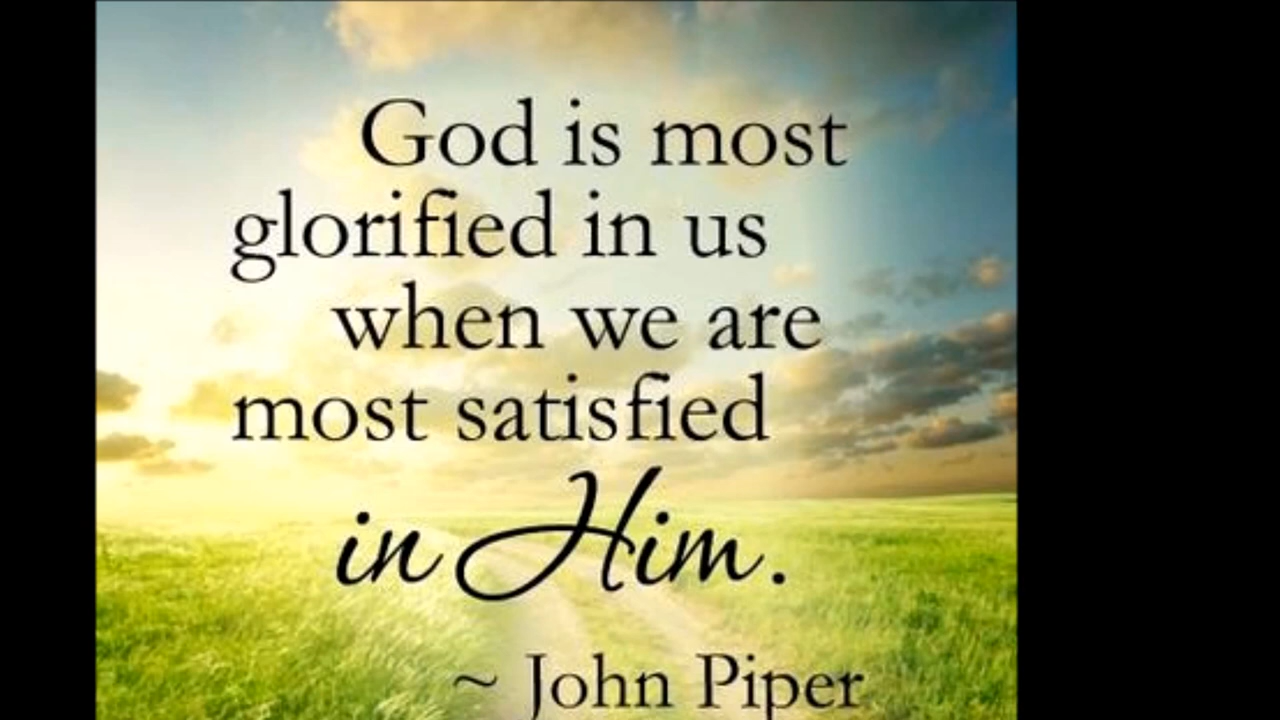 God is most
glorified in us
when we are
most satisfied
in Him.
~ John Piper